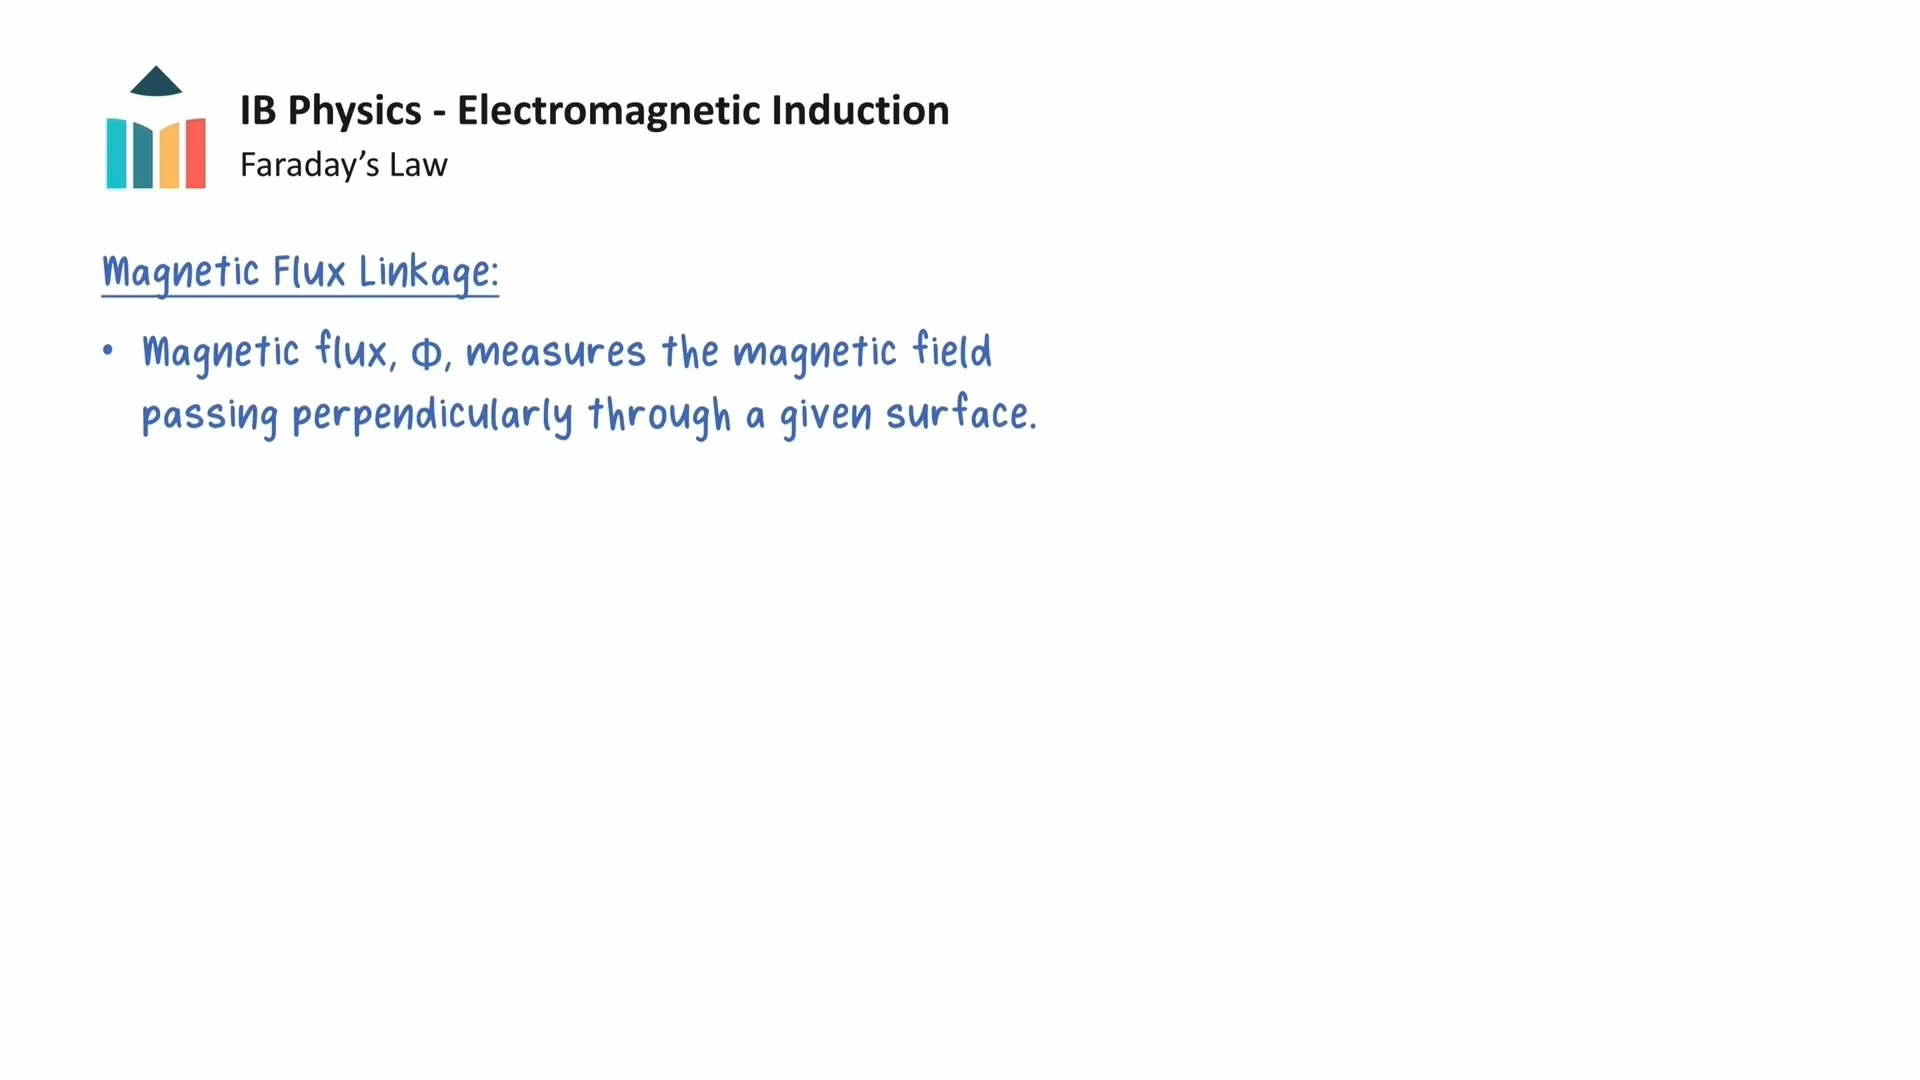 IB Physics - Electromagnetic Induction
Faraday’s Law
Magnetic Flux Linkage:
• Magnetic flux, Φ, measures the magnetic field
passing perpendicularly through a given surface.